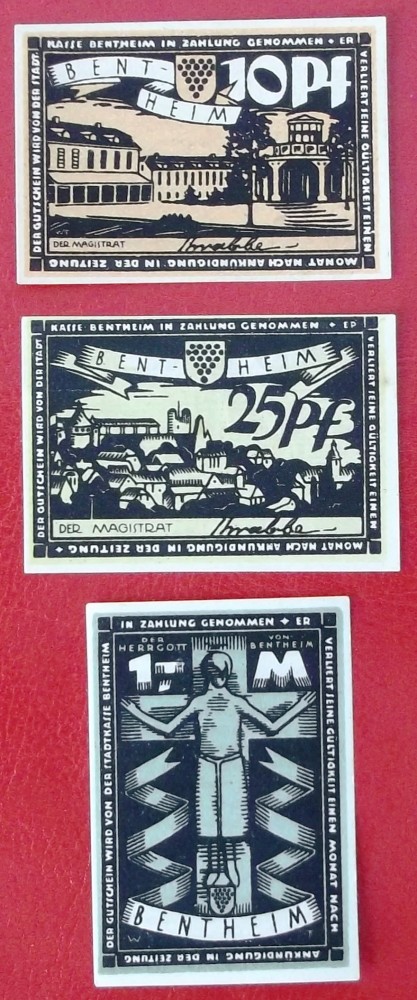 DER GUTSCHEIN WIRD VON DER STADT
KASSE BENTHEIM IN ZAHLUNG GENOMMEN + ER
VERLIERT SEINE GÜLTIGKEIT EINEN
MONAT NACH ANKÜNDIGUNG IN DER ZEITUNG
BENT-
HEIM
10Pf
DER MAGISTRAT
DER GUTSCHEIN WIRD VON DER STADT
KASSE BENTHEIM IN ZAHLUNG GENOMMEN + ER
VERLIERT SEINE GÜLTIGKEIT EINEN
MONAT NACH ANKÜNDIGUNG IN DER ZEITUNG +
BENT-HEIM
25Pf
DER MAGISTRAT
DER GUTSCHEIN WIRD VON DER STADTKASSE BENTHEIM
IN ZAHLUNG GENOMMEN + ER
VERLIERT SEINE GÜLTIGKEIT EINEN MONAT NACH
ANKÜNDIGUNG IN DER ZEITUNG
DER HERRGOTT
VON BENTHEIM
1 M
BENTHEIM
W